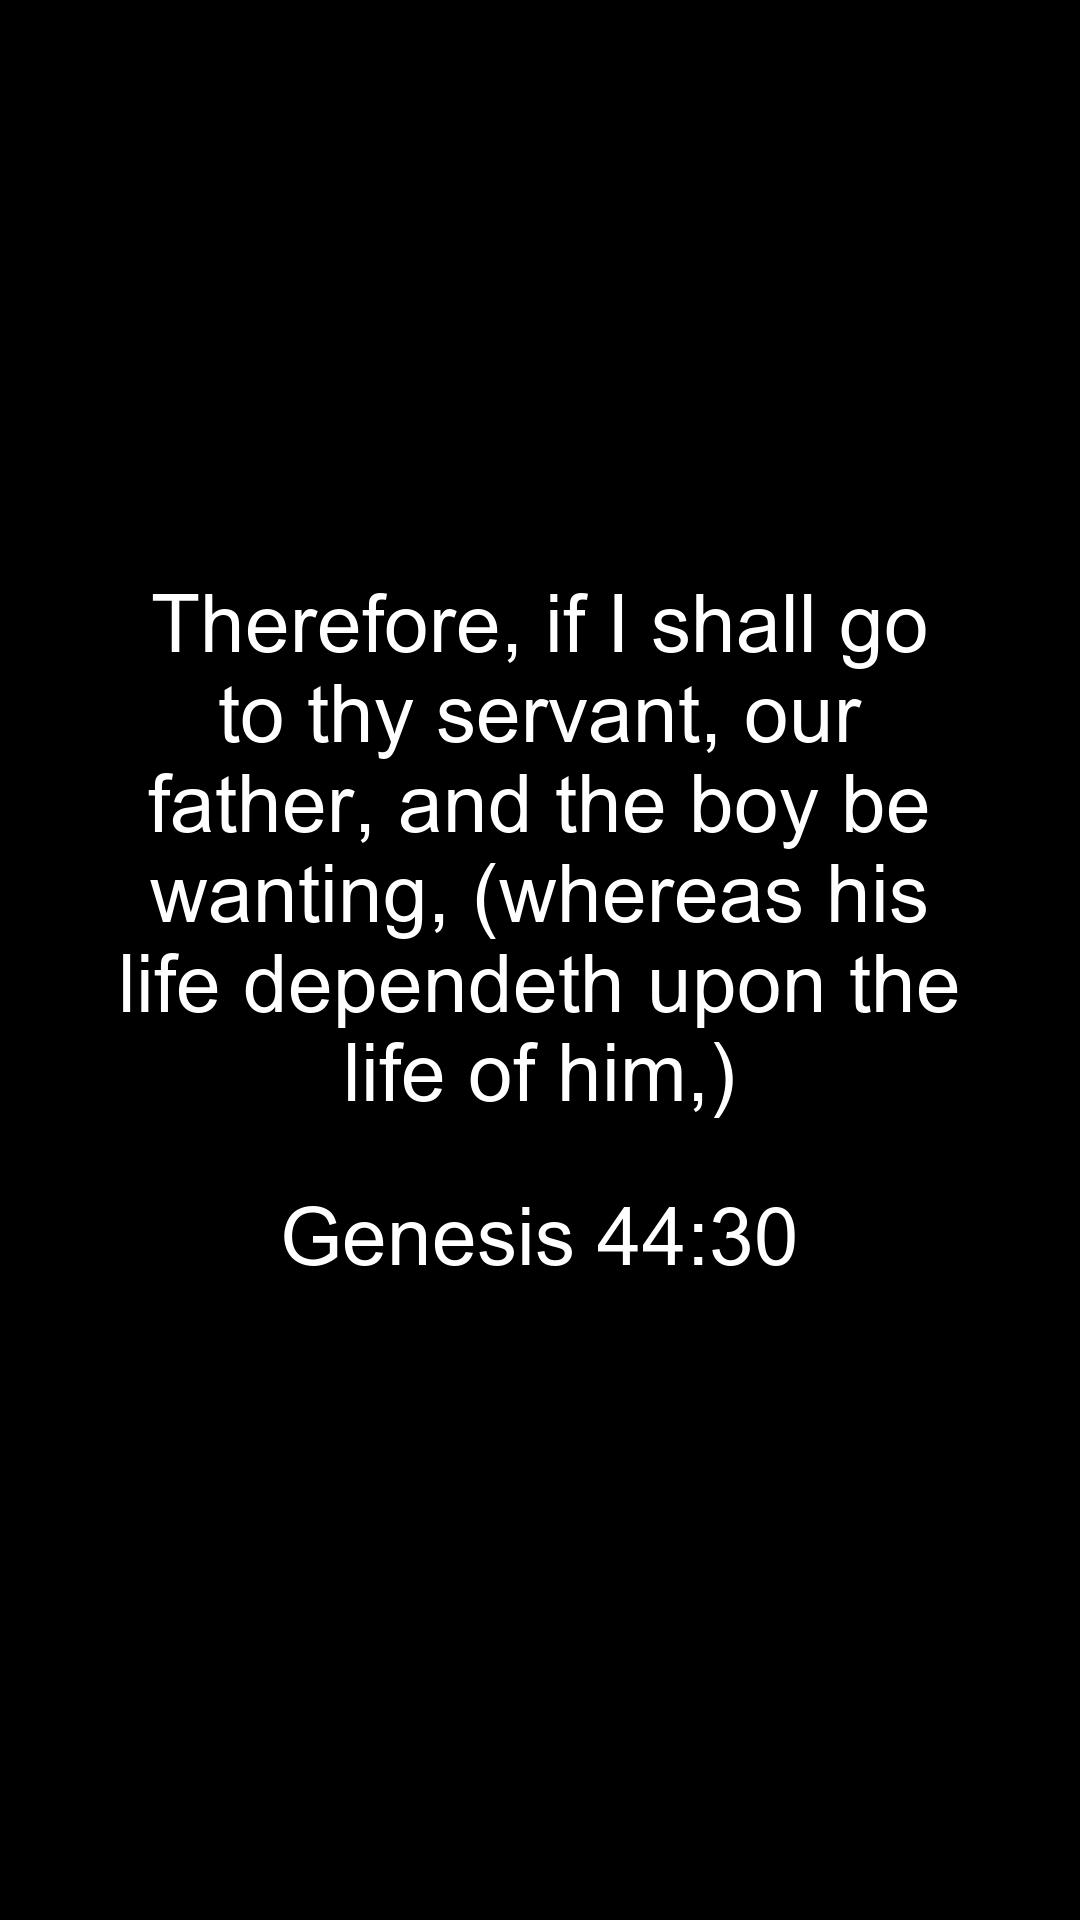 Therefore, if I shall go
to thy servant, our
father, and the boy be
wanting, (whereas his
life dependeth upon the
life of him,)
Genesis 44:30